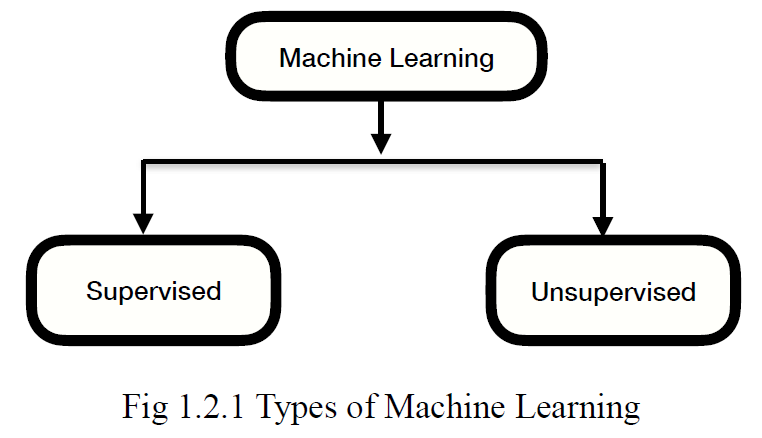 Machine Learning
Supervised
Unsupervised
Fig 1.2.1 Types of Machine Learning